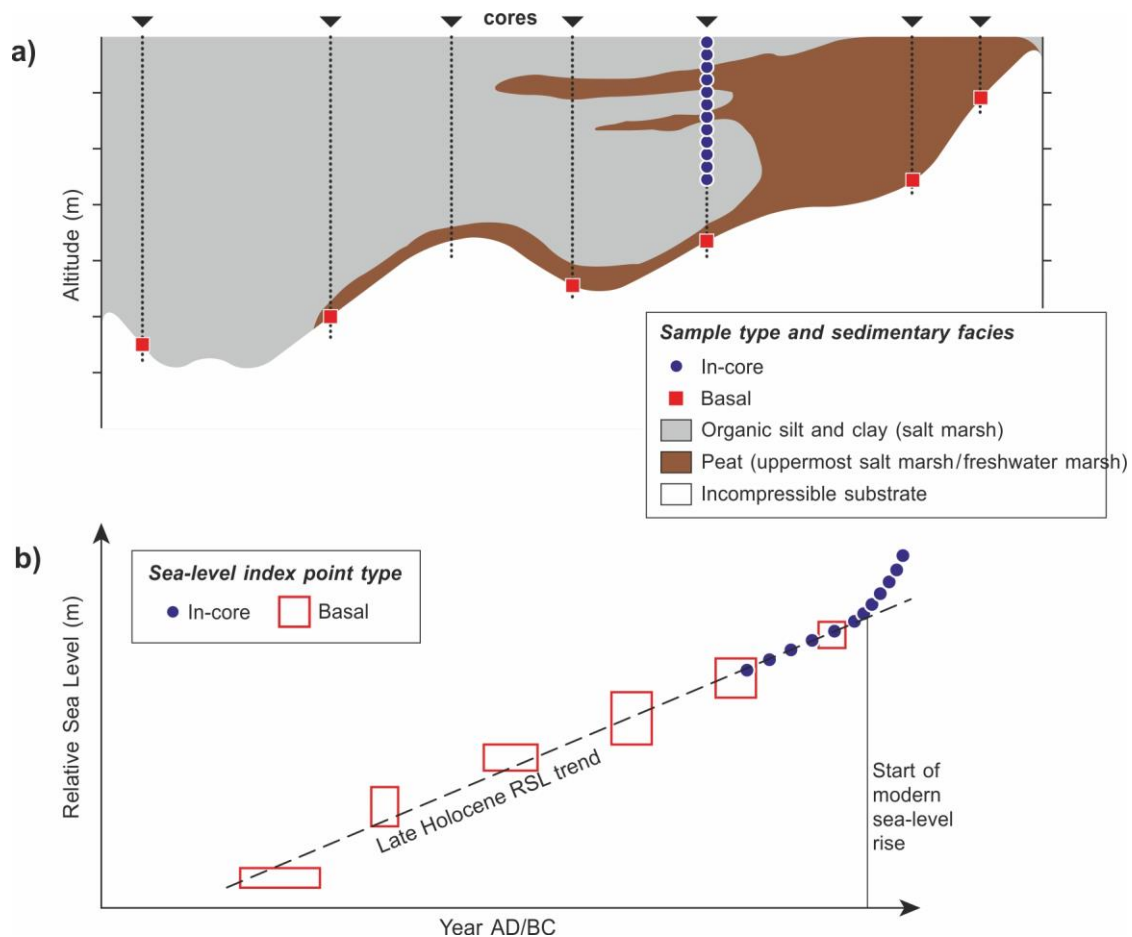 cores
a)
Altitude (m)
Sample type and sedimentary facies
In-core
Basal
Organic silt and clay (salt marsh)
Peat (uppermost salt marsh/freshwater marsh)
Incompressible substrate
b)
Relative Sea Level (m)
Sea-level index point type
In-core Basal
Late Holocene RSL trend
Start of
modern
sea-level
rise
Year AD/BC